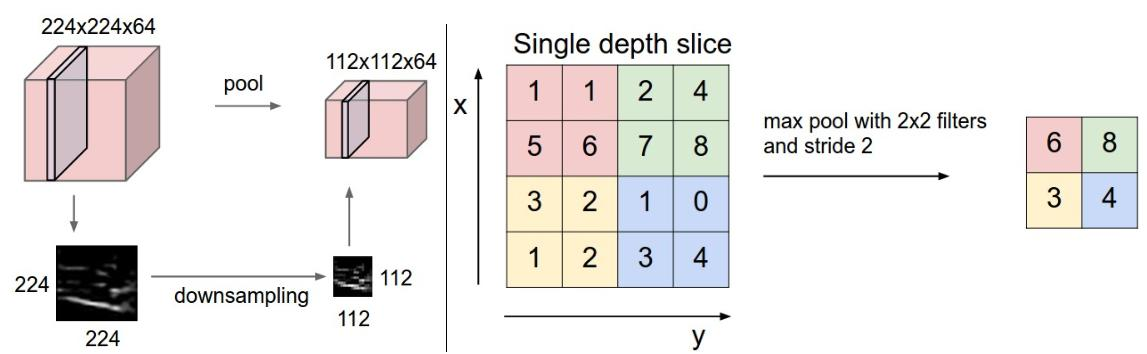 224x224x64
pool
112x112x64
224
224
downsampling
112
112
Single depth slice
x
1 1 2 4
5 6 7 8
3 2 1 0
1 2 3 4
y
max pool with 2x2 filters
and stride 2
6 8
3 4